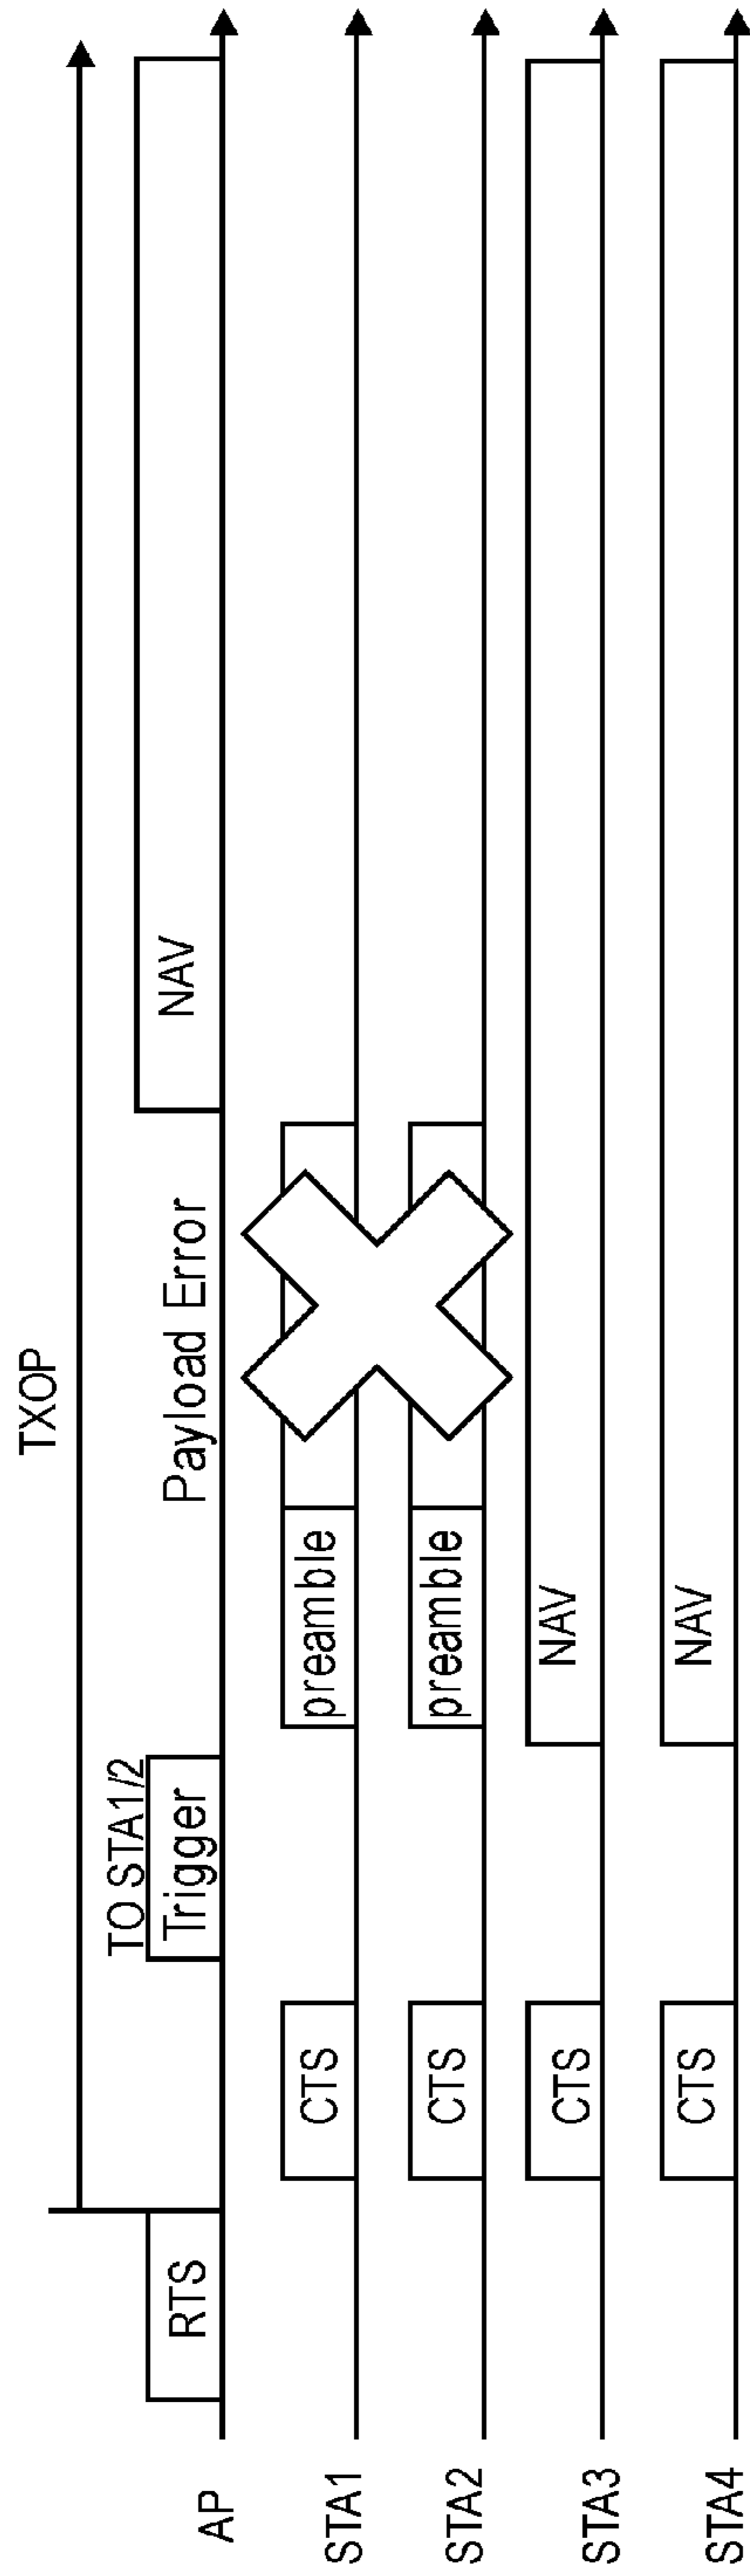 TXOP
TO STA1/2
AP
RTS
Trigger
Payload Error
NAV
STA1
CTS
preamble
STA2
CTS
preamble
STA3
CTS
NAV
STA4
CTS
NAV